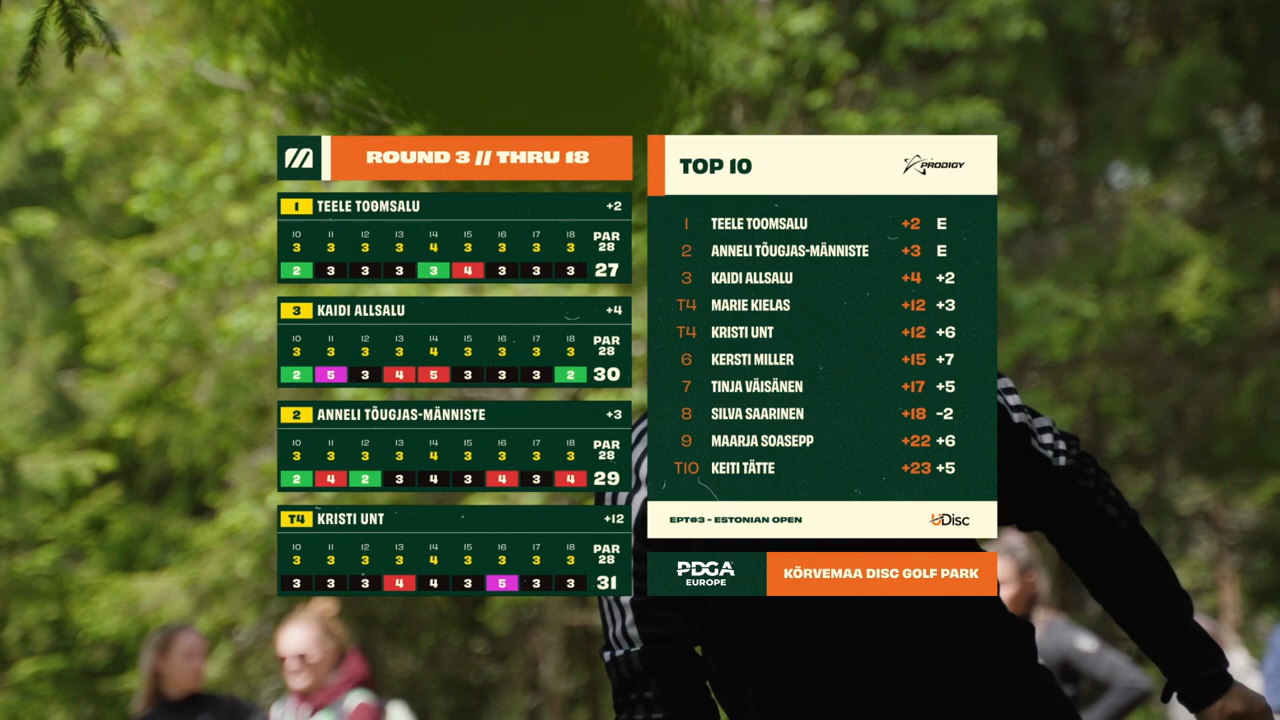 ROUND 3 // THRU 18
1 TEELE TOOMSALU +2
10 11 12 13 14 15 16 17 18 PAR
3 3 3 3 4 3 3 3 3 28
2 3 3 3 3 4 3 3 3 27
3 KAIDI ALLSALU +4
10 11 12 13 14 15 16 17 18 PAR
3 3 3 3 4 3 3 3 3 28
2 5 3 4 5 3 3 3 2 30
2 ANNELI TÕUGJAS-MÄNNISTE +3
10 11 12 13 14 15 16 17 18 PAR
3 3 3 3 4 3 3 3 3 28
2 4 2 3 4 3 4 3 4 29
T4 KRISTI UNT +12
10 11 12 13 14 15 16 17 18 PAR
3 3 3 3 4 3 3 3 3 28
3 3 3 4 4 3 5 3 3 31
TOP 10 PRODIGY
1 TEELE TOOMSALU +2 E
2 ANNELI TÕUGJAS-MÄNNISTE +3 E
3 KAIDI ALLSALU +4 +2
T4 MARIE KIELAS +12 +3
T4 KRISTI UNT +12 +6
6 KERSTI MILLER +15 +7
7 TINJA VÄISÄNEN +17 +5
8 SILVA SAARINEN +18 -2
9 MAARJA SOASEPP +22 +6
T10 KEITI TÄTTE +23 +5
EPT#3 - ESTONIAN OPEN UDisc
PDGA
EUROPE
KÕRVEMAA DISC GOLF PARK